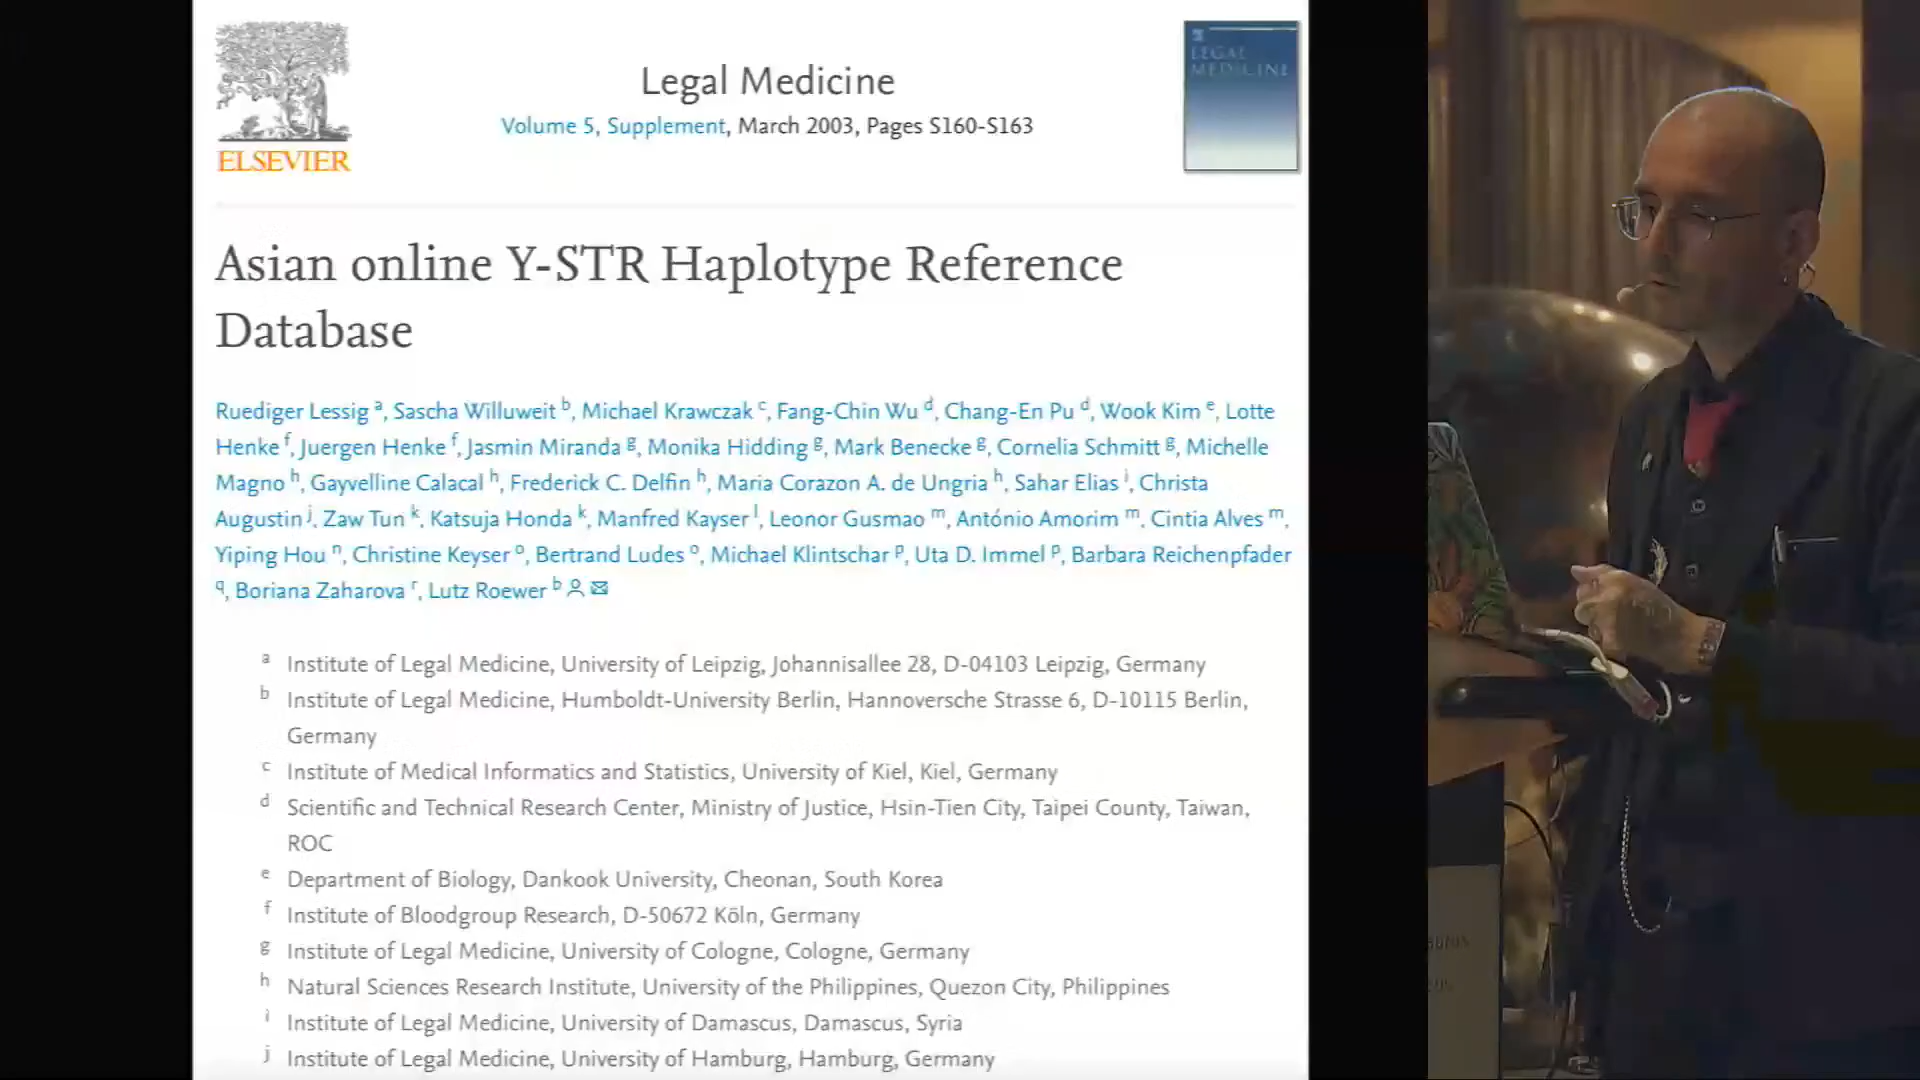 ELSEVIER
Legal Medicine
Volume 5, Supplement, March 2003, Pages S160-S163
LEGAL
MEDICINE
Asian online Y-STR Haplotype Reference
Database
Ruediger Lessig a, Sascha Willuweit b, Michael Krawczak c, Fang-Chin Wu d, Chang-En Pu d, Wook Kim e, Lotte
Henke f, Juergen Henke f, Jasmin Miranda g, Monika Hidding g, Mark Benecke g, Cornelia Schmitt g, Michelle
Magno h, Gayvelline Calacal h, Frederick C. Delfin h, Maria Corazon A. de Ungria h, Sahar Elias i, Christa
Augustin j, Zaw Tun k, Katsuja Honda k, Manfred Kayser l, Leonor Gusmao m, António Amorim m, Cintia Alves m,
Yiping Hou n, Christine Keyser o, Bertrand Ludes o, Michael Klintschar p, Uta D. Immel p, Barbara Reichenpfader
q, Boriana Zaharova r, Lutz Roewer b
a Institute of Legal Medicine, University of Leipzig, Johannisallee 28, D-04103 Leipzig, Germany
b Institute of Legal Medicine, Humboldt-University Berlin, Hannoversche Strasse 6, D-10115 Berlin,
Germany
c Institute of Medical Informatics and Statistics, University of Kiel, Kiel, Germany
d Scientific and Technical Research Center, Ministry of Justice, Hsin-Tien City, Taipei County, Taiwan,
ROC
e Department of Biology, Dankook University, Cheonan, South Korea
f Institute of Bloodgroup Research, D-50672 Köln, Germany
g Institute of Legal Medicine, University of Cologne, Cologne, Germany
h Natural Sciences Research Institute, University of the Philippines, Quezon City, Philippines
i Institute of Legal Medicine, University of Damascus, Damascus, Syria
j Institute of Legal Medicine, University of Hamburg, Hamburg, Germany